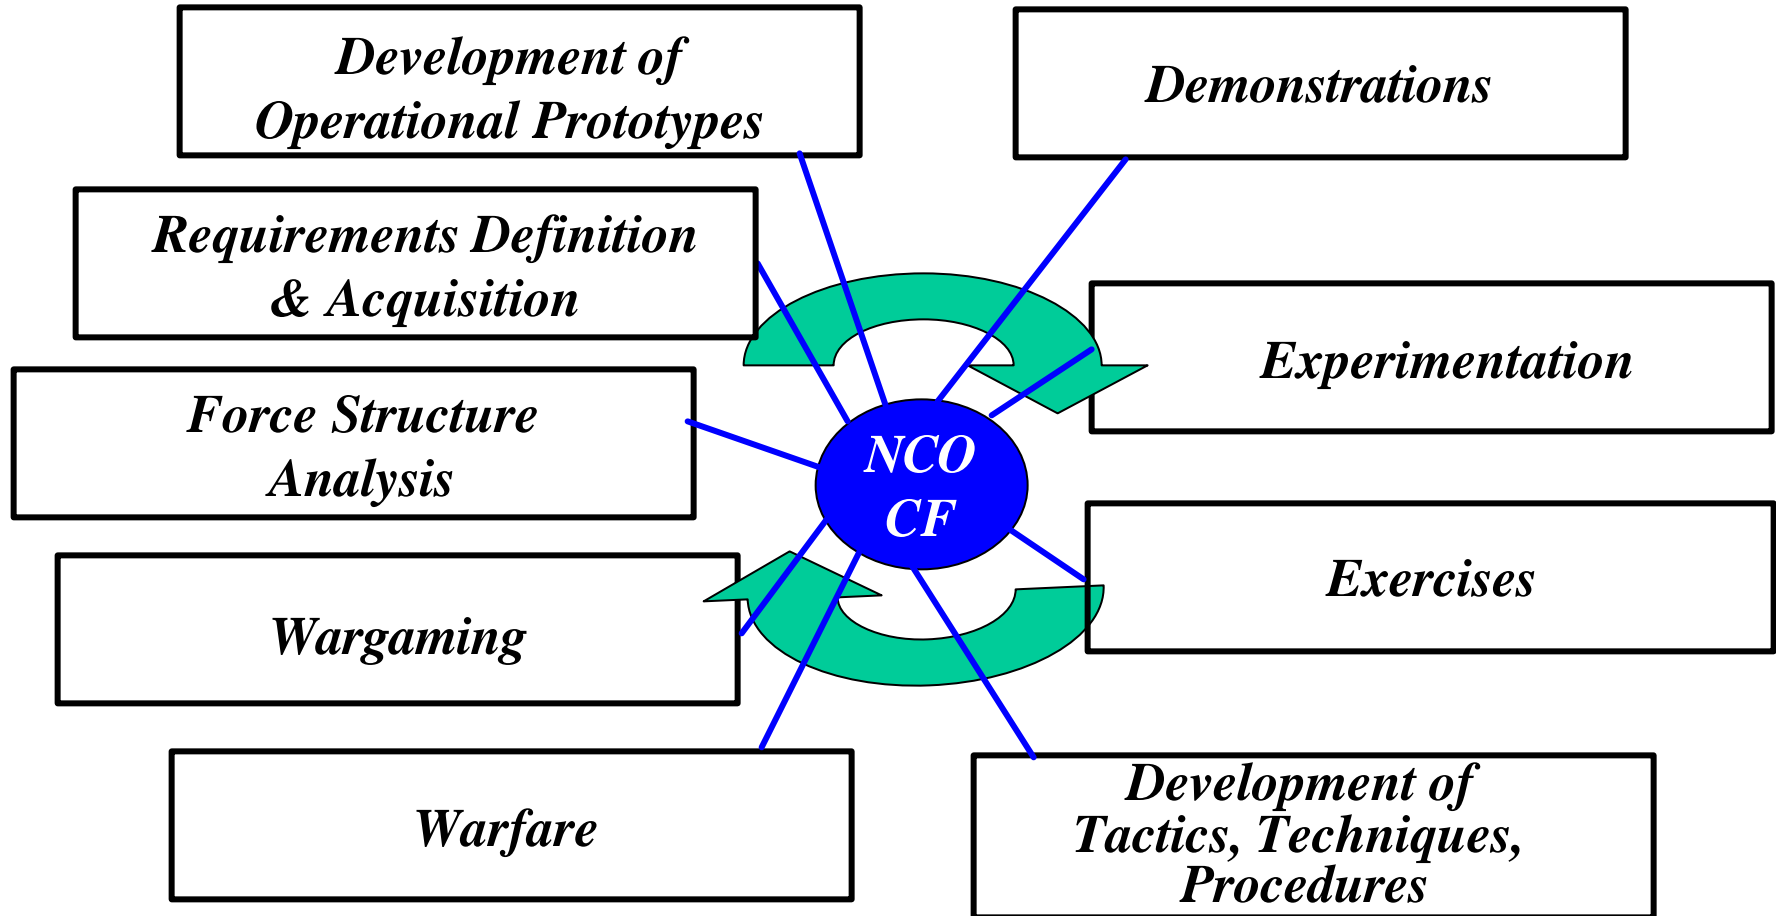 Development of
Operational Prototypes
Demonstrations
Requirements Definition
& Acquisition
Experimentation
Force Structure
Analysis
NCO
CF
Exercises
Wargaming
Warfare
Development of
Tactics, Techniques,
Procedures